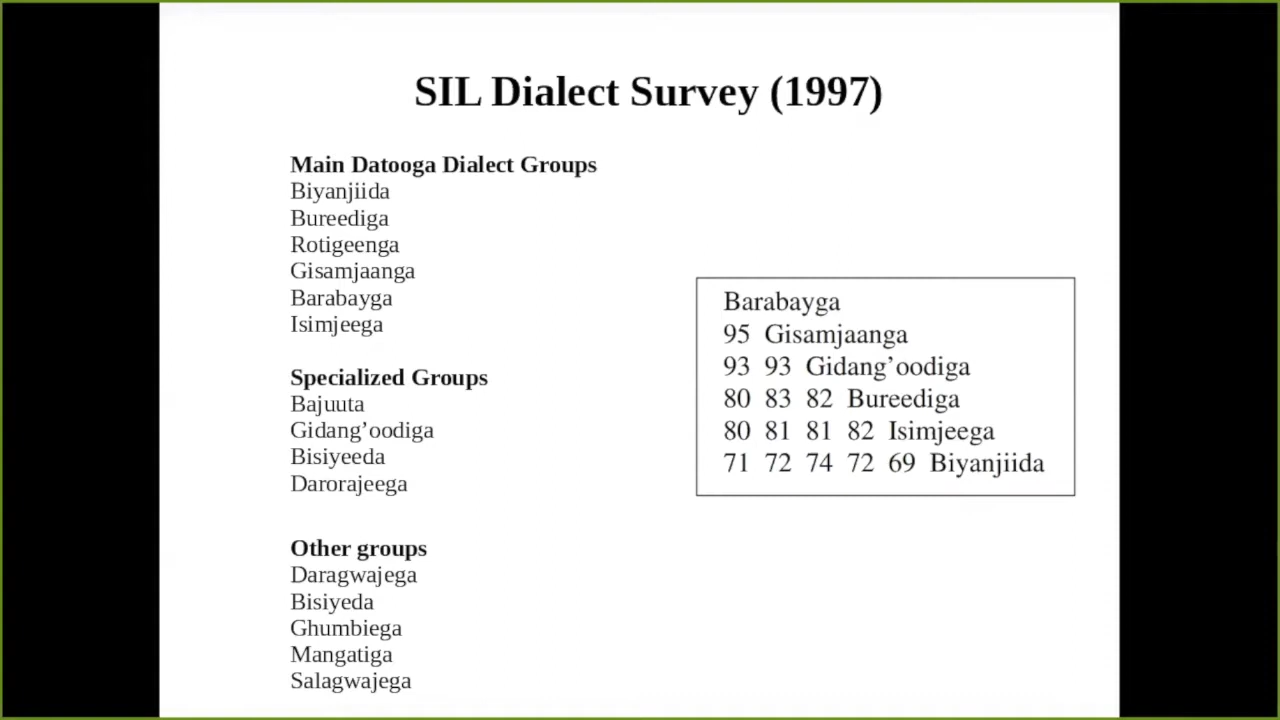 SIL Dialect Survey (1997)
Main Datooga Dialect Groups
Biyanjiida
Bureediga
Rotigeenga
Gisamjaanga
Barabayga
Isimjeega
Specialized Groups
Bajuuta
Gidang’oodiga
Bisiyeeda
Darorajeega
Other groups
Daragwajega
Bisiyeda
Ghumbiega
Mangatiga
Salagwajega
Barabayga
95 Gisamjaanga
93 93 Gidang’oodiga
80 83 82 Bureediga
80 81 81 82 Isimjeega
71 72 74 72 69 Biyanjiida